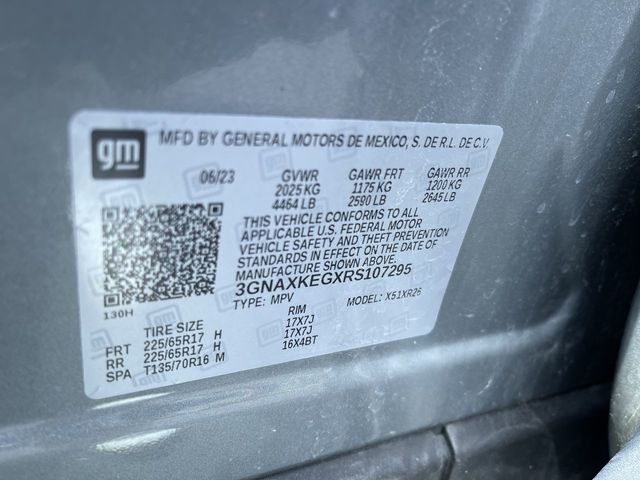 gm
MFD BY GENERAL MOTORS DE MEXICO, S. DE R.L. DE C.V.
06/23 GVWR GAWR FRT GAWR RR
2025 KG 1175 KG 1200 KG
4464 LB 2590 LB 2645 LB
THIS VEHICLE CONFORMS TO ALL
APPLICABLE U.S. FEDERAL MOTOR
VEHICLE SAFETY AND THEFT PREVENTION
STANDARDS IN EFFECT ON THE DATE OF
MANUFACTURE SHOWN ABOVE.
3GNAXKEGXRS107295
130H TYPE: MPV MODEL: X51XR26
TIRE SIZE RIM
FRT 225/65R17 H 17X7J
RR 225/65R17 H 17X7J
SPA T135/70R16 M 16X4BT